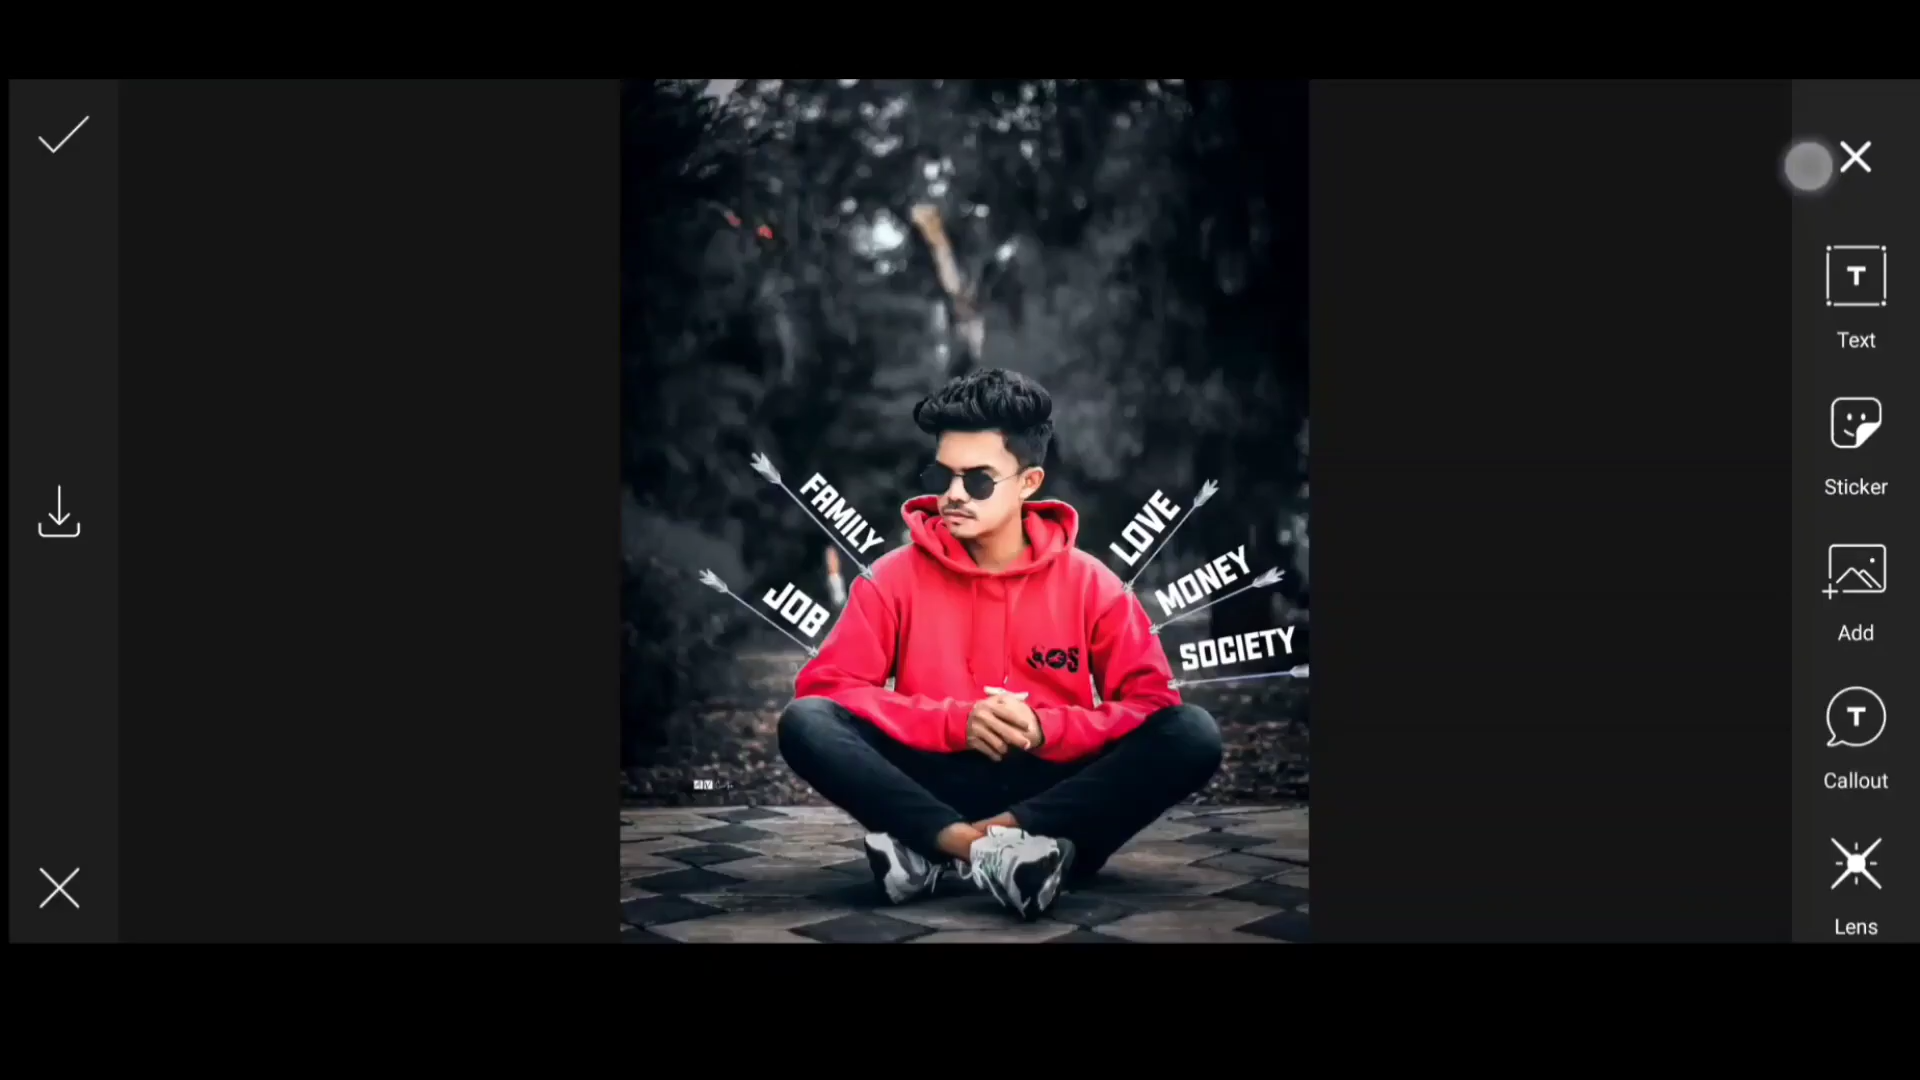 Text
Sticker
Add
Callout
Lens
FAMILY
JOB
LOVE
MONEY
SOCIETY
T
T